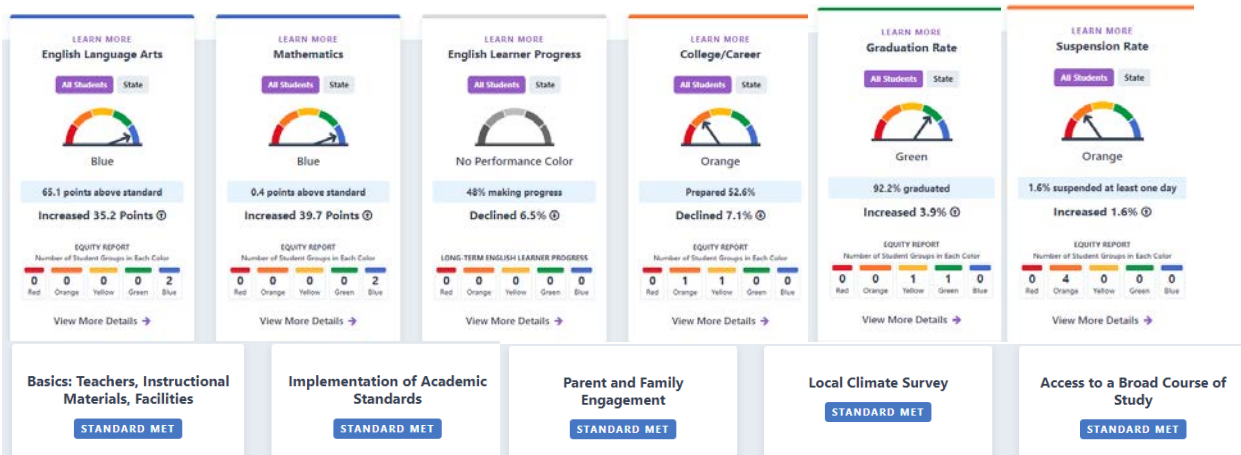 LEARN MORE
English Language Arts
All Students State
Blue
65.1 points above standard
Increased 35.2 Points
EQUITY REPORT
Number of Student Groups in Each Color
0 0 0 0 2
Red Orange Yellow Green Blue
View More Details →
LEARN MORE
Mathematics
All Students State
Blue
0.4 points above standard
Increased 39.7 Points
EQUITY REPORT
Number of Student Groups in Each Color
0 0 0 0 2
Red Orange Yellow Green Blue
View More Details →
LEARN MORE
English Learner Progress
All Students State
No Performance Color
48% making progress
Declined 6.5%
LONG-TERM ENGLISH LEARNER PROGRESS
0 0 0 0 0
Red Orange Yellow Green Blue
View More Details →
LEARN MORE
College/Career
All Students State
Orange
Prepared 52.6%
Declined 7.1%
EQUITY REPORT
Number of Student Groups in Each Color
0 1 1 0 0
Red Orange Yellow Green Blue
View More Details →
LEARN MORE
Graduation Rate
All Students State
Green
92.2% graduated
Increased 3.9%
EQUITY REPORT
Number of Student Groups in Each Color
0 0 1 1 0
Red Orange Yellow Green Blue
View More Details →
LEARN MORE
Suspension Rate
All Students State
Orange
1.6% suspended at least one day
Increased 1.6%
EQUITY REPORT
Number of Student Groups in Each Color
0 4 0 0 0
Red Orange Yellow Green Blue
View More Details →
Basics: Teachers, Instructional
Materials, Facilities
STANDARD MET
Implementation of Academic
Standards
STANDARD MET
Parent and Family
Engagement
STANDARD MET
Local Climate Survey
STANDARD MET
Access to a Broad Course of
Study
STANDARD MET